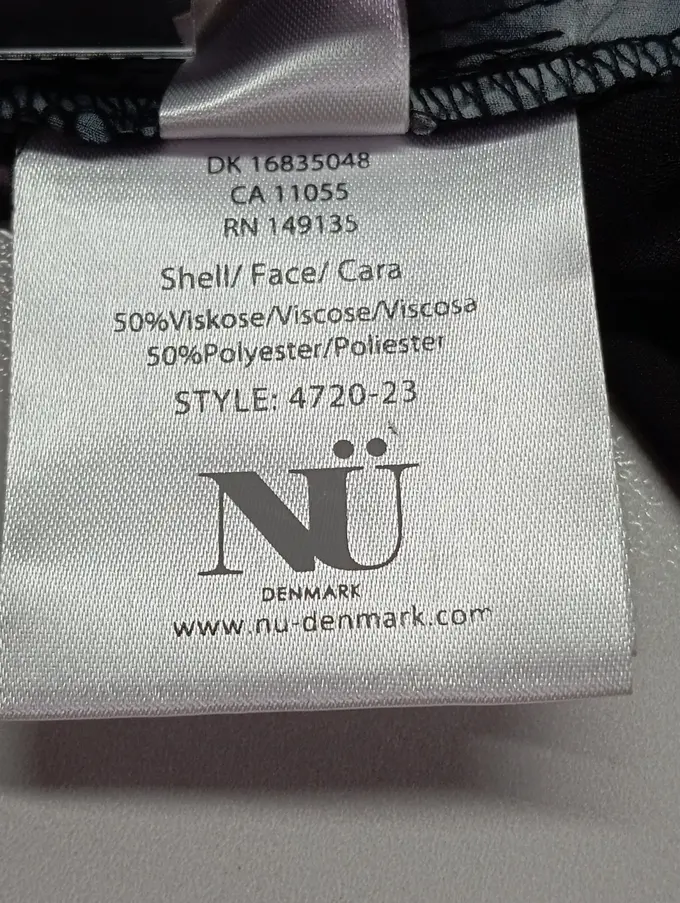 DK 16835048
CA 11055
RN 149135
Shell/ Face/ Cara
50%Viskose/Viscose/Viscosa
50%Polyester/Poliester
STYLE: 4720-23
NÜ
DENMARK
www.nu-denmark.com